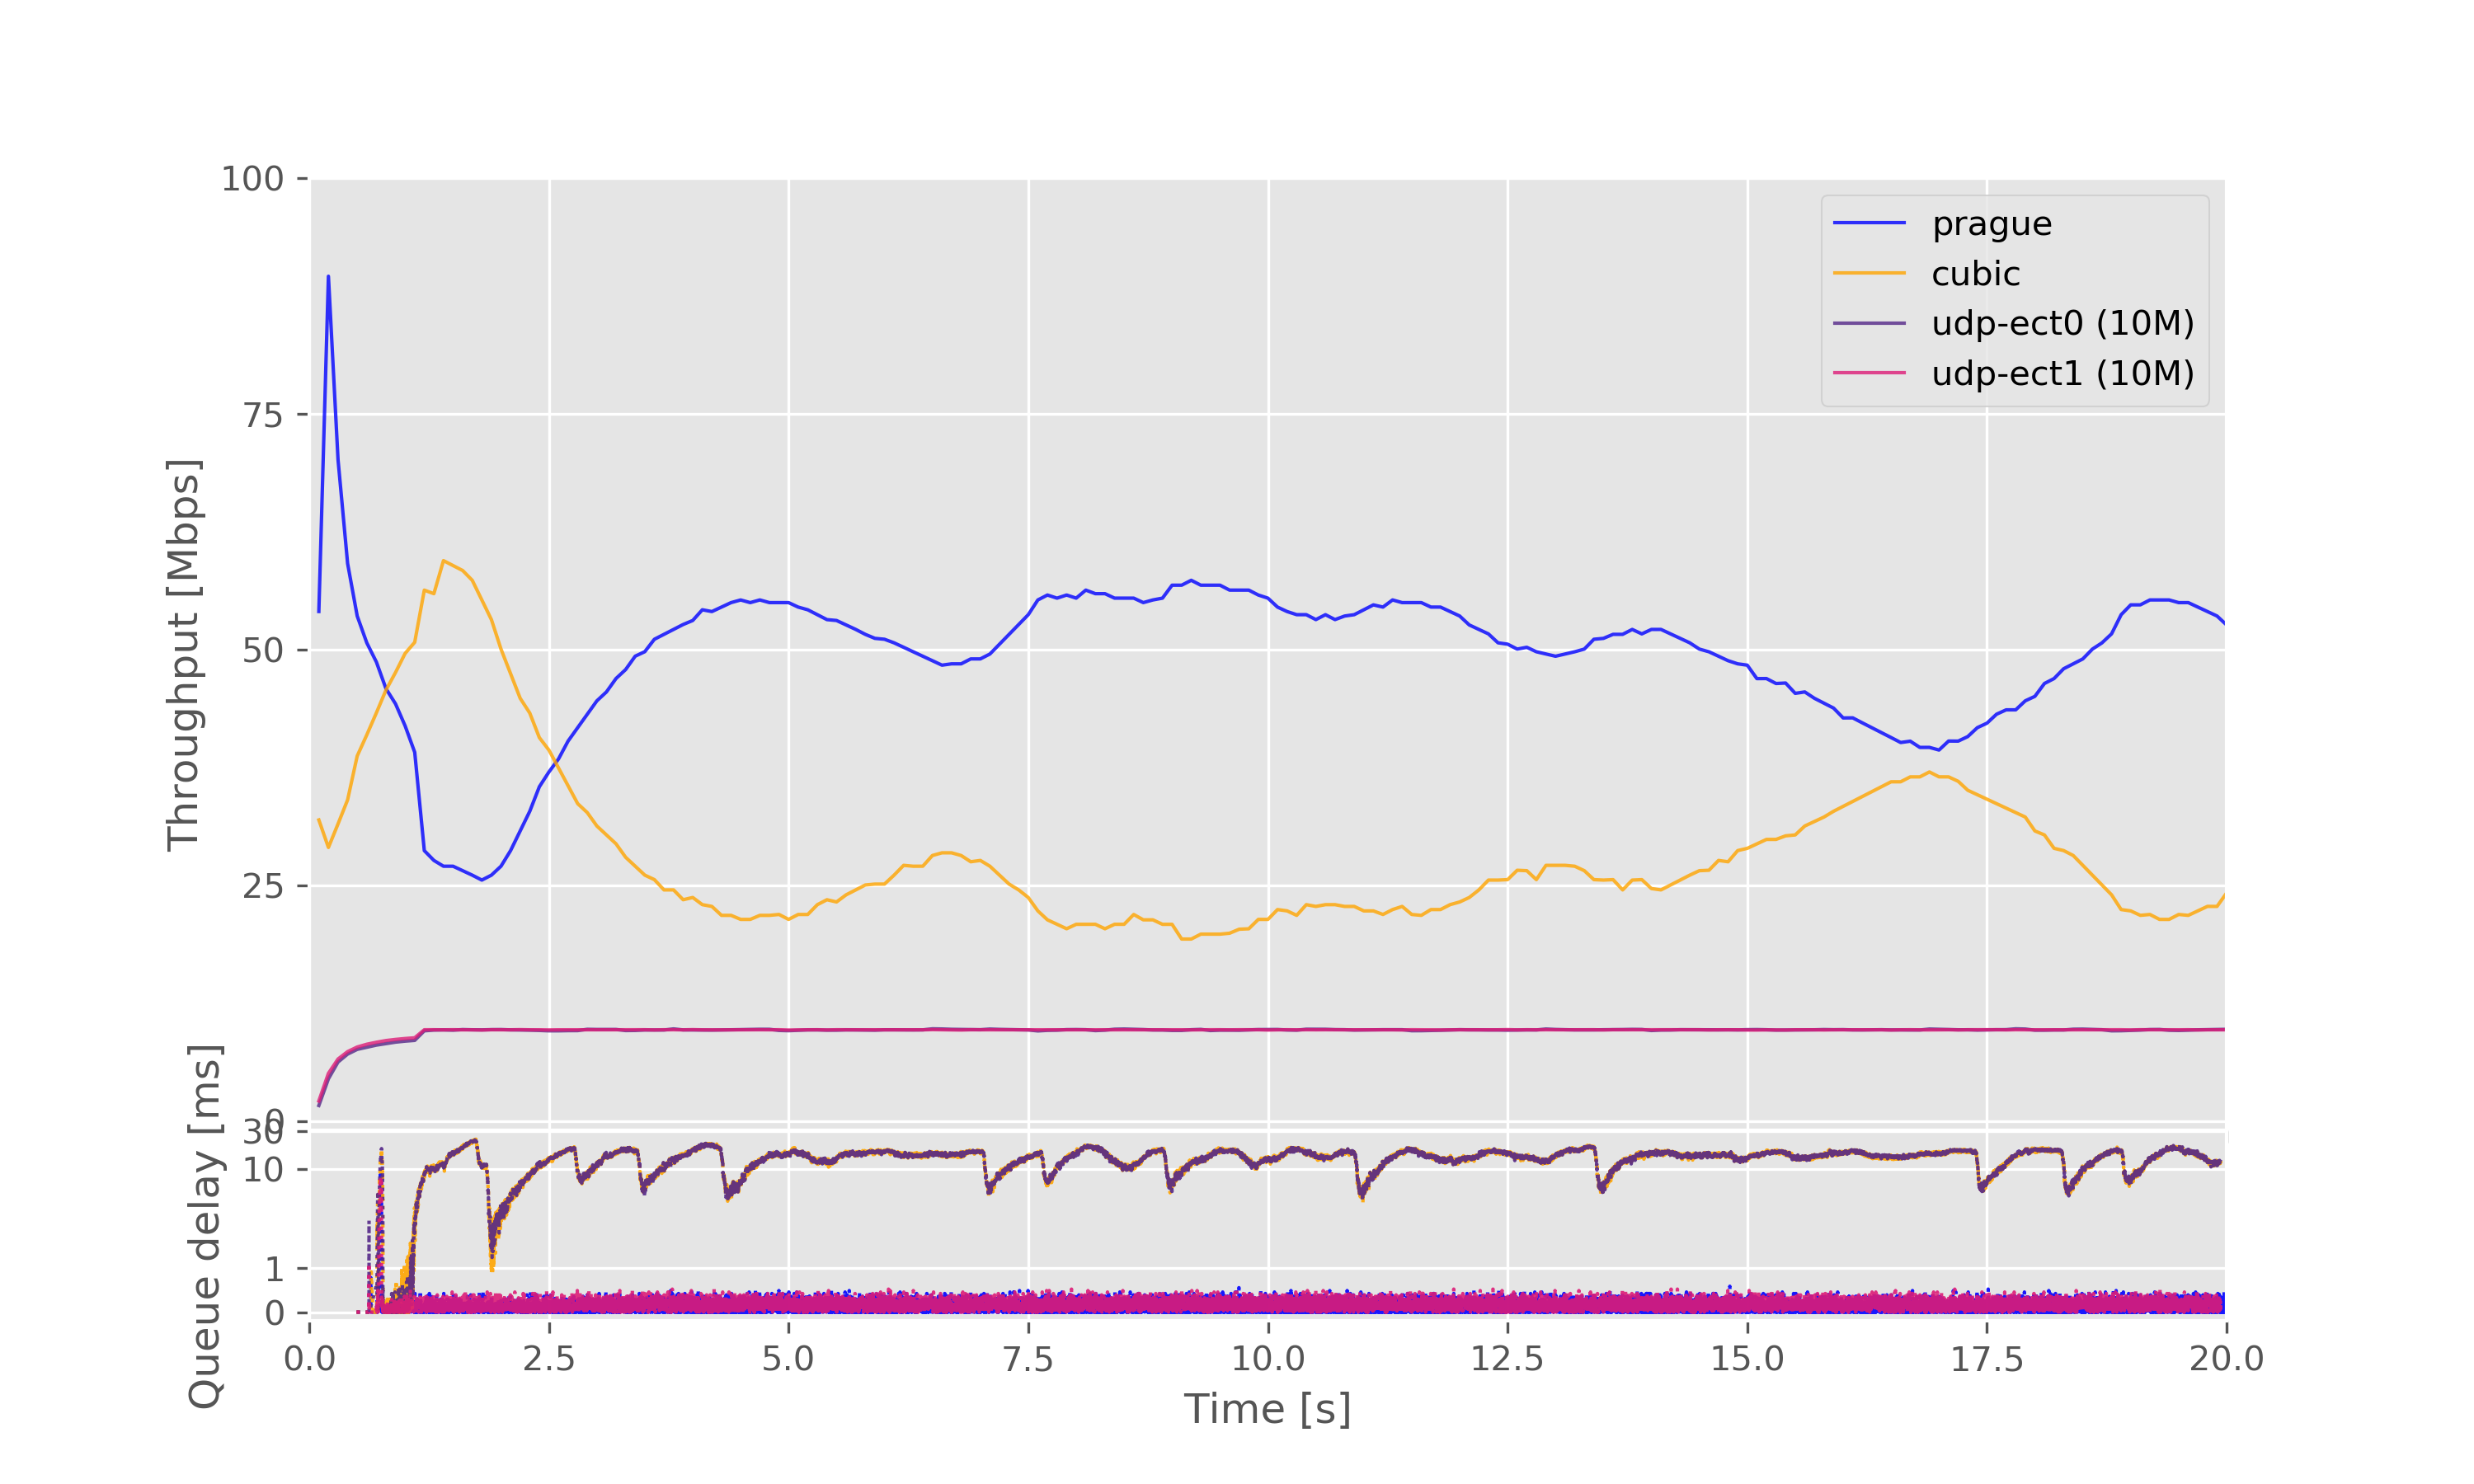 100
75
50
25
0
Throughput [Mbps]
prague
cubic
udp-ect0 (10M)
udp-ect1 (10M)
30
10
1
0
Queue delay [ms]
0.0 2.5 5.0 7.5 10.0 12.5 15.0 17.5 20.0
Time [s]